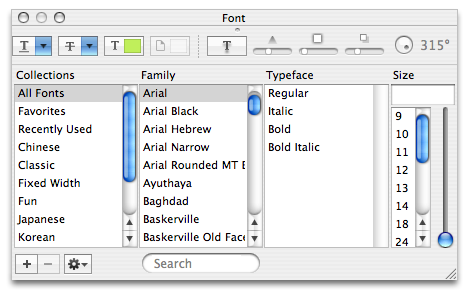 Font
T T T T 315°
Collections Family Typeface Size
All Fonts Arial Regular
Favorites Arial Black Italic 9
Recently Used Arial Hebrew Bold 10
Chinese Arial Narrow Bold Italic 11
Classic Arial Rounded MT B 12
Fixed Width Ayuthaya 13
Fun Baghdad 14
Japanese Baskerville 18
Korean Baskerville Old Face 24
Search